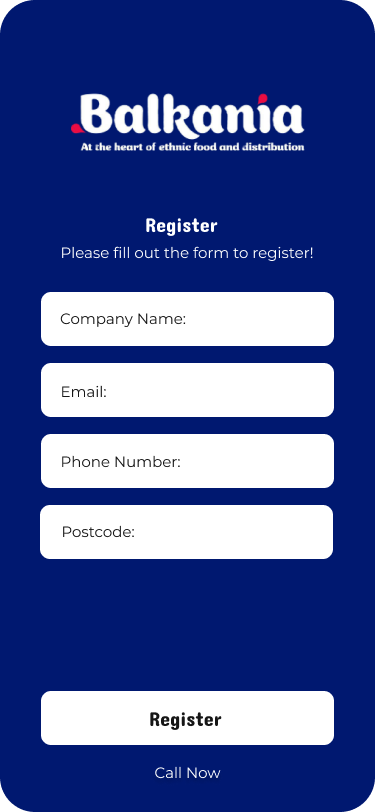 Balkania
At the heart of ethnic food and distribution
Register
Please fill out the form to register!
Company Name:
Email:
Phone Number:
Postcode:
Register
Call Now